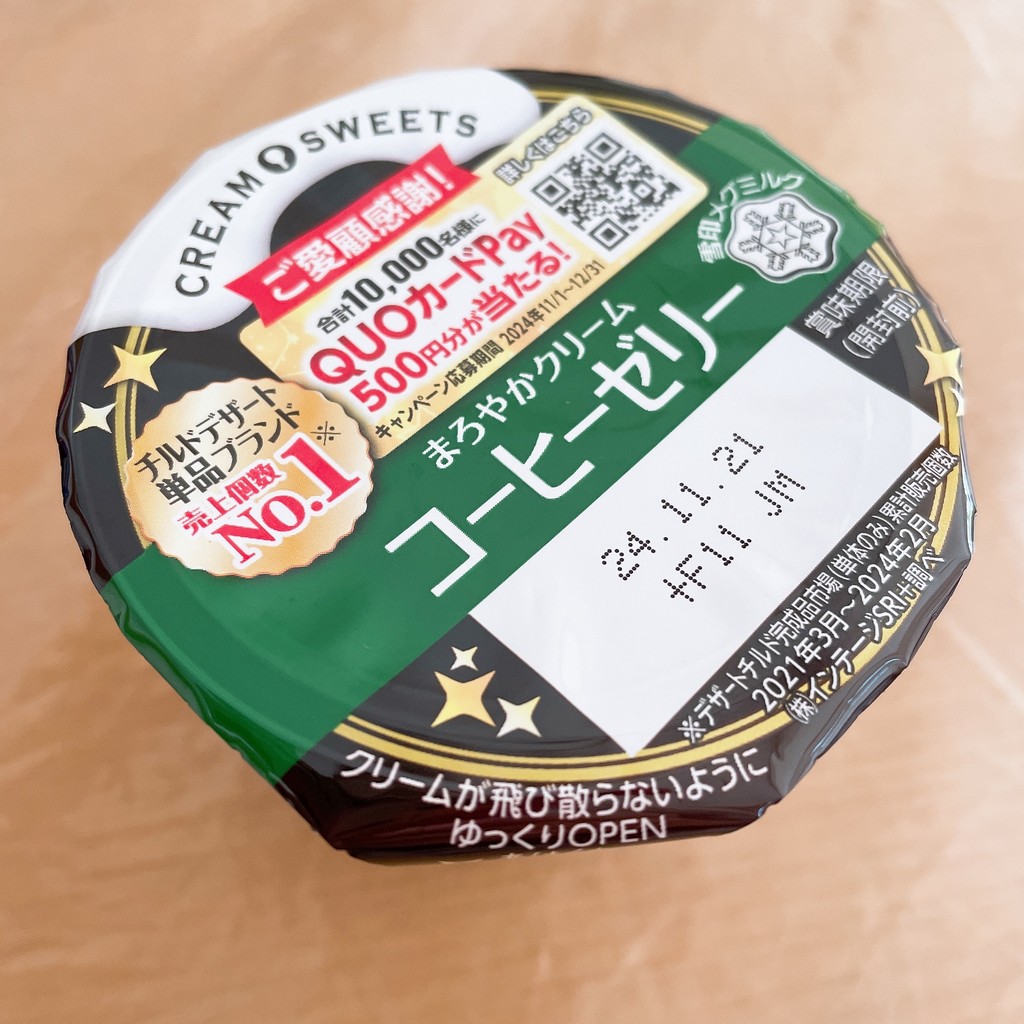 CREAM SWEETS
ご愛顧感謝!
合計10,000名様に
QUOカードPay
500円分が当たる!
キャンペーン応募期間 2024年11/1~12/31
詳しくはこちら
雪印メグミルク
チルドデザート
単品ブランド
売上個数
NO.1※
まろやかクリーム
コーヒーゼリー
賞味期限
(開封前)
24.11.21
+F11 JM
※デザートチルド完成品市場(単体のみ)累計販売個数
2021年3月~2024年2月
㈱インテージSRI+調べ
クリームが飛び散らないように
ゆっくりOPEN